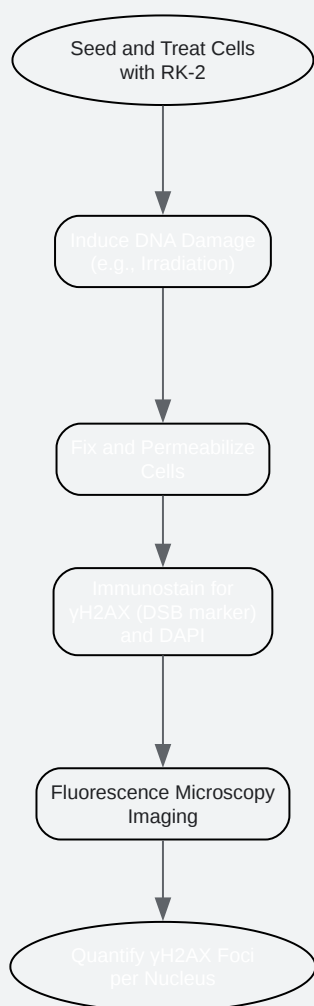 Seed and Treat Cells
with RK-2
Induce DNA Damage
(e.g., Irradiation)
Fix and Permeabilize
Cells
Immunostain for
γH2AX (DSB marker)
and DAPI
Fluorescence Microscopy
Imaging
Quantify γH2AX Foci
per Nucleus